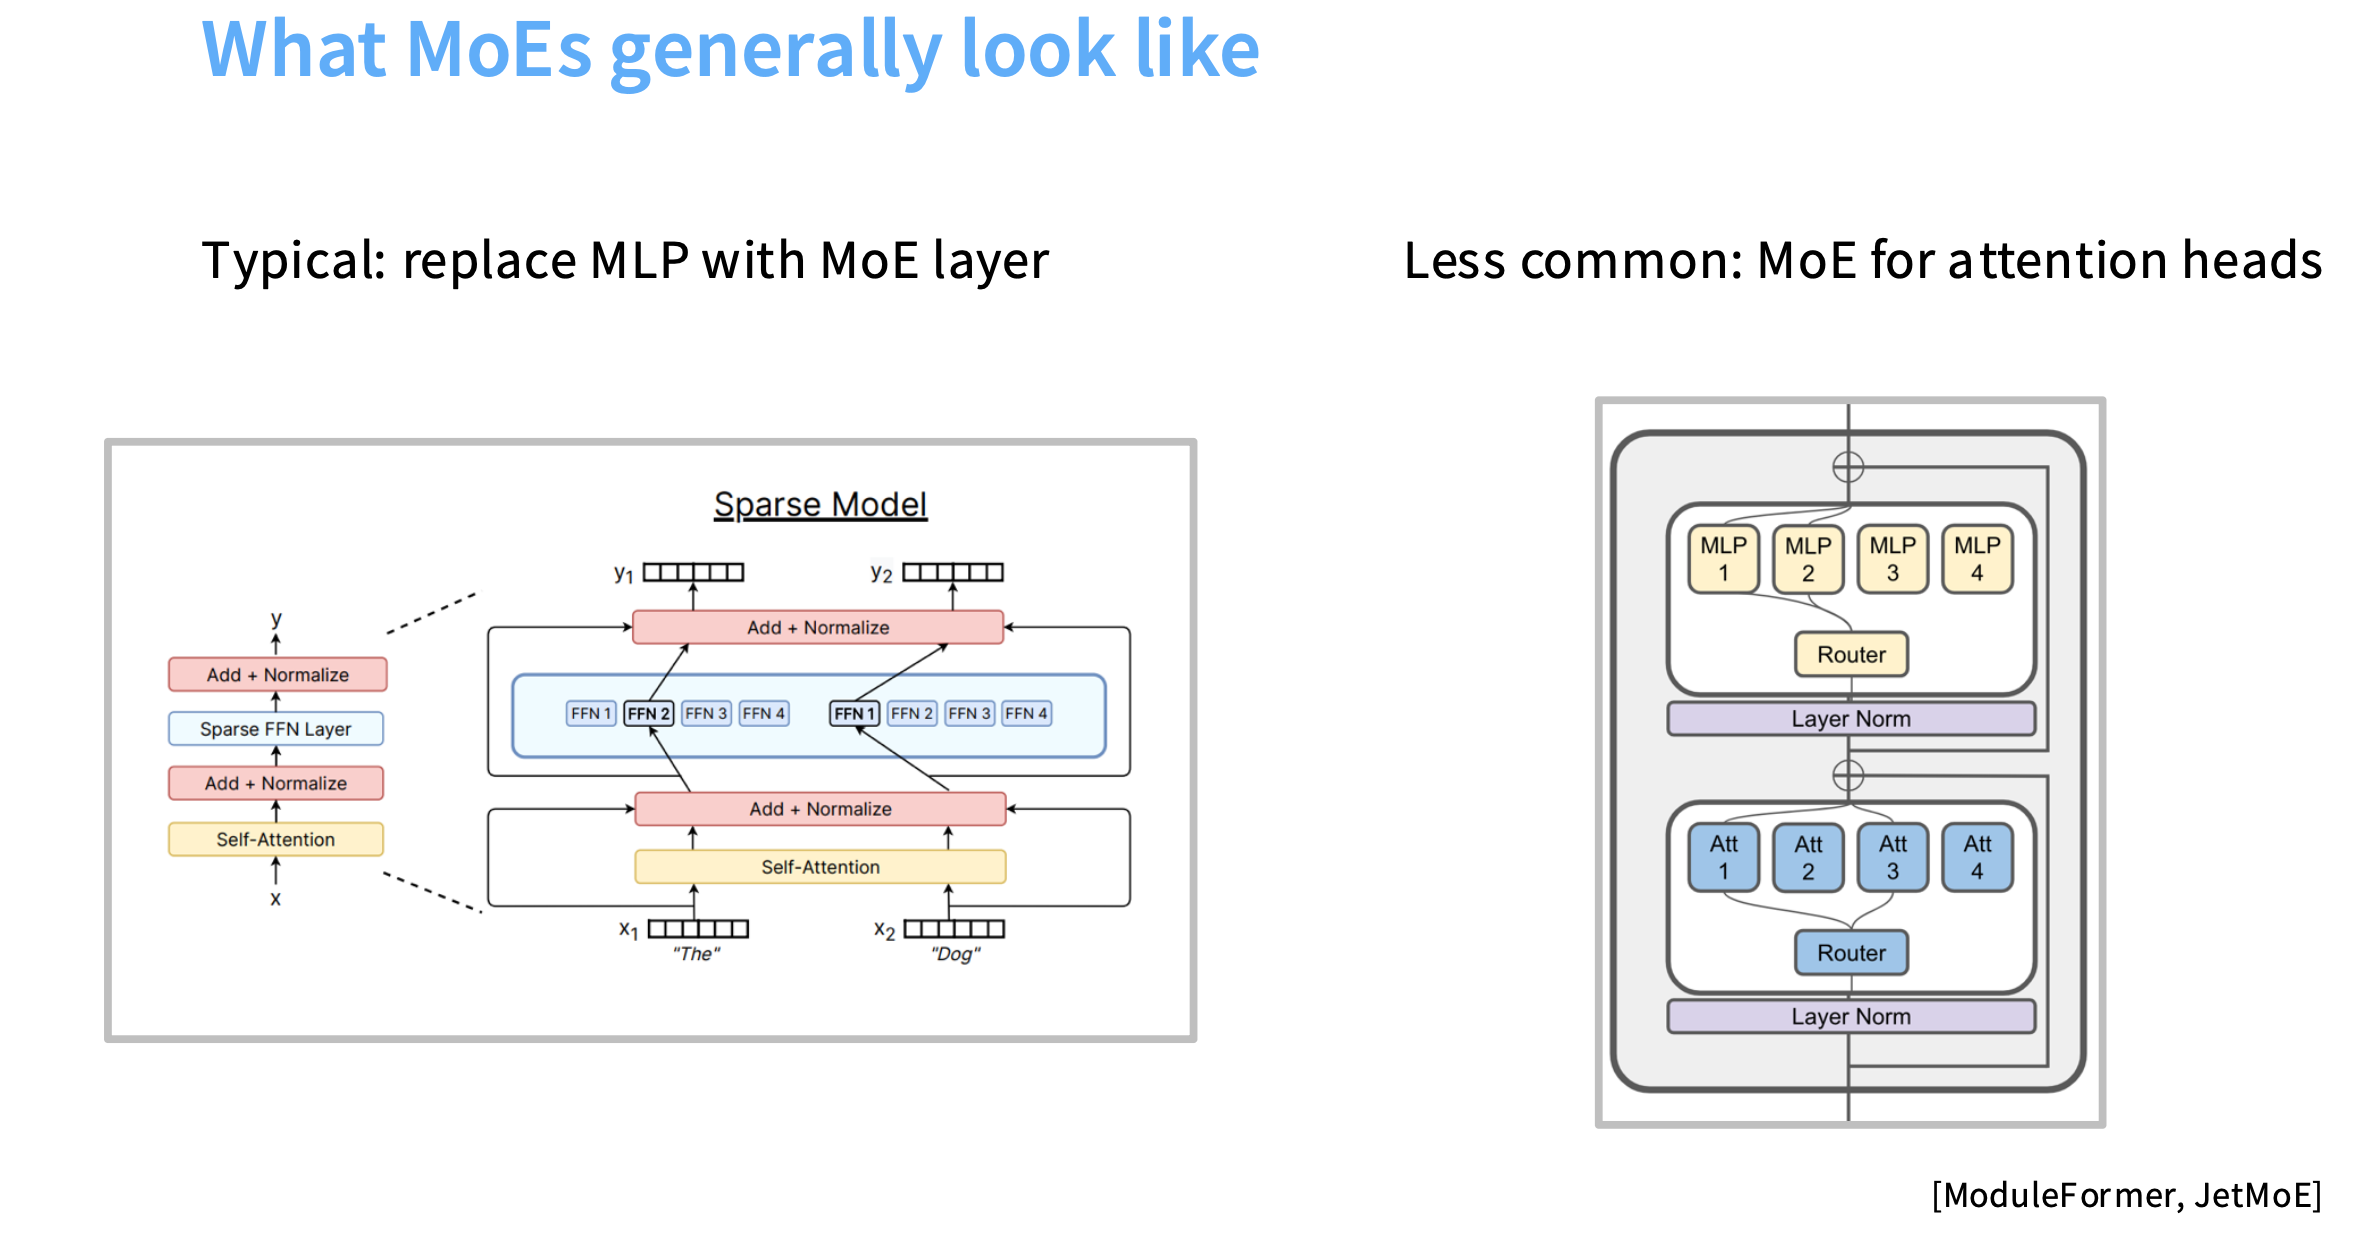 What MoEs generally look like
Typical: replace MLP with MoE layer
Sparse Model
y
Add + Normalize
Sparse FFN Layer
Add + Normalize
Self-Attention
x
y1
y2
Add + Normalize
FFN 1 FFN 2 FFN 3 FFN 4 FFN 1 FFN 2 FFN 3 FFN 4
Add + Normalize
Self-Attention
x1
x2
"The"
"Dog"
Less common: MoE for attention heads
MLP 1
MLP 2
MLP 3
MLP 4
Router
Layer Norm
Att 1
Att 2
Att 3
Att 4
Router
Layer Norm
[ModuleFormer, JetMoE]